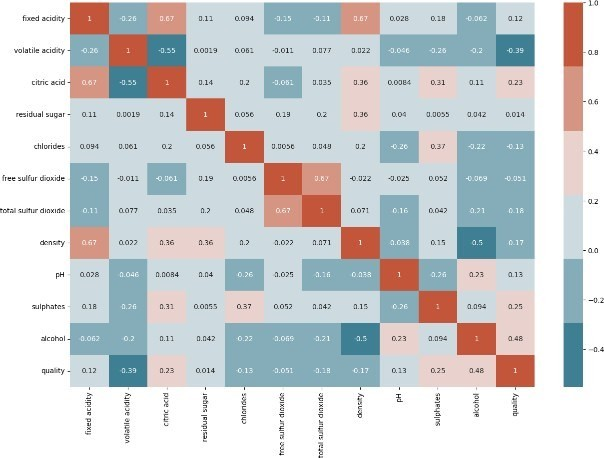 fixed acidity 1 -0.26 0.67 0.11 0.094 -0.15 -0.11 0.67 0.028 0.18 -0.062 0.12
volatile acidity -0.26 1 -0.55 0.0019 0.061 -0.011 0.077 0.022 -0.046 -0.26 -0.2 -0.39
citric acid 0.67 -0.55 1 0.14 0.2 -0.061 0.035 0.36 0.0084 0.31 0.11 0.23
residual sugar 0.11 0.0019 0.14 1 0.056 0.19 0.2 0.36 0.04 0.0055 0.042 0.014
chlorides 0.094 0.061 0.2 0.056 1 0.0056 0.048 0.2 -0.26 0.37 -0.22 -0.13
free sulfur dioxide -0.15 -0.011 -0.061 0.19 0.0056 1 0.67 -0.022 -0.025 0.052 -0.069 -0.051
total sulfur dioxide -0.11 0.077 0.035 0.2 0.048 0.67 1 0.071 -0.16 0.042 -0.21 -0.18
density 0.67 0.022 0.36 0.36 0.2 -0.022 0.071 1 -0.038 0.15 -0.5 -0.17
pH 0.028 -0.046 0.0084 0.04 -0.26 -0.025 -0.16 -0.038 1 -0.26 0.23 0.13
sulphates 0.18 -0.26 0.31 0.0055 0.37 0.052 0.042 0.15 -0.26 1 0.094 0.25
alcohol -0.062 -0.2 0.11 0.042 -0.22 -0.069 -0.21 -0.5 0.23 0.094 1 0.48
quality 0.12 -0.39 0.23 0.014 -0.13 -0.051 -0.18 -0.17 0.13 0.25 0.48 1
fixed acidity
volatile acidity
citric acid
residual sugar
chlorides
free sulfur dioxide
total sulfur dioxide
density
pH
sulphates
alcohol
quality
1.0
0.8
0.6
0.4
0.2
0.0
−0.2
−0.4